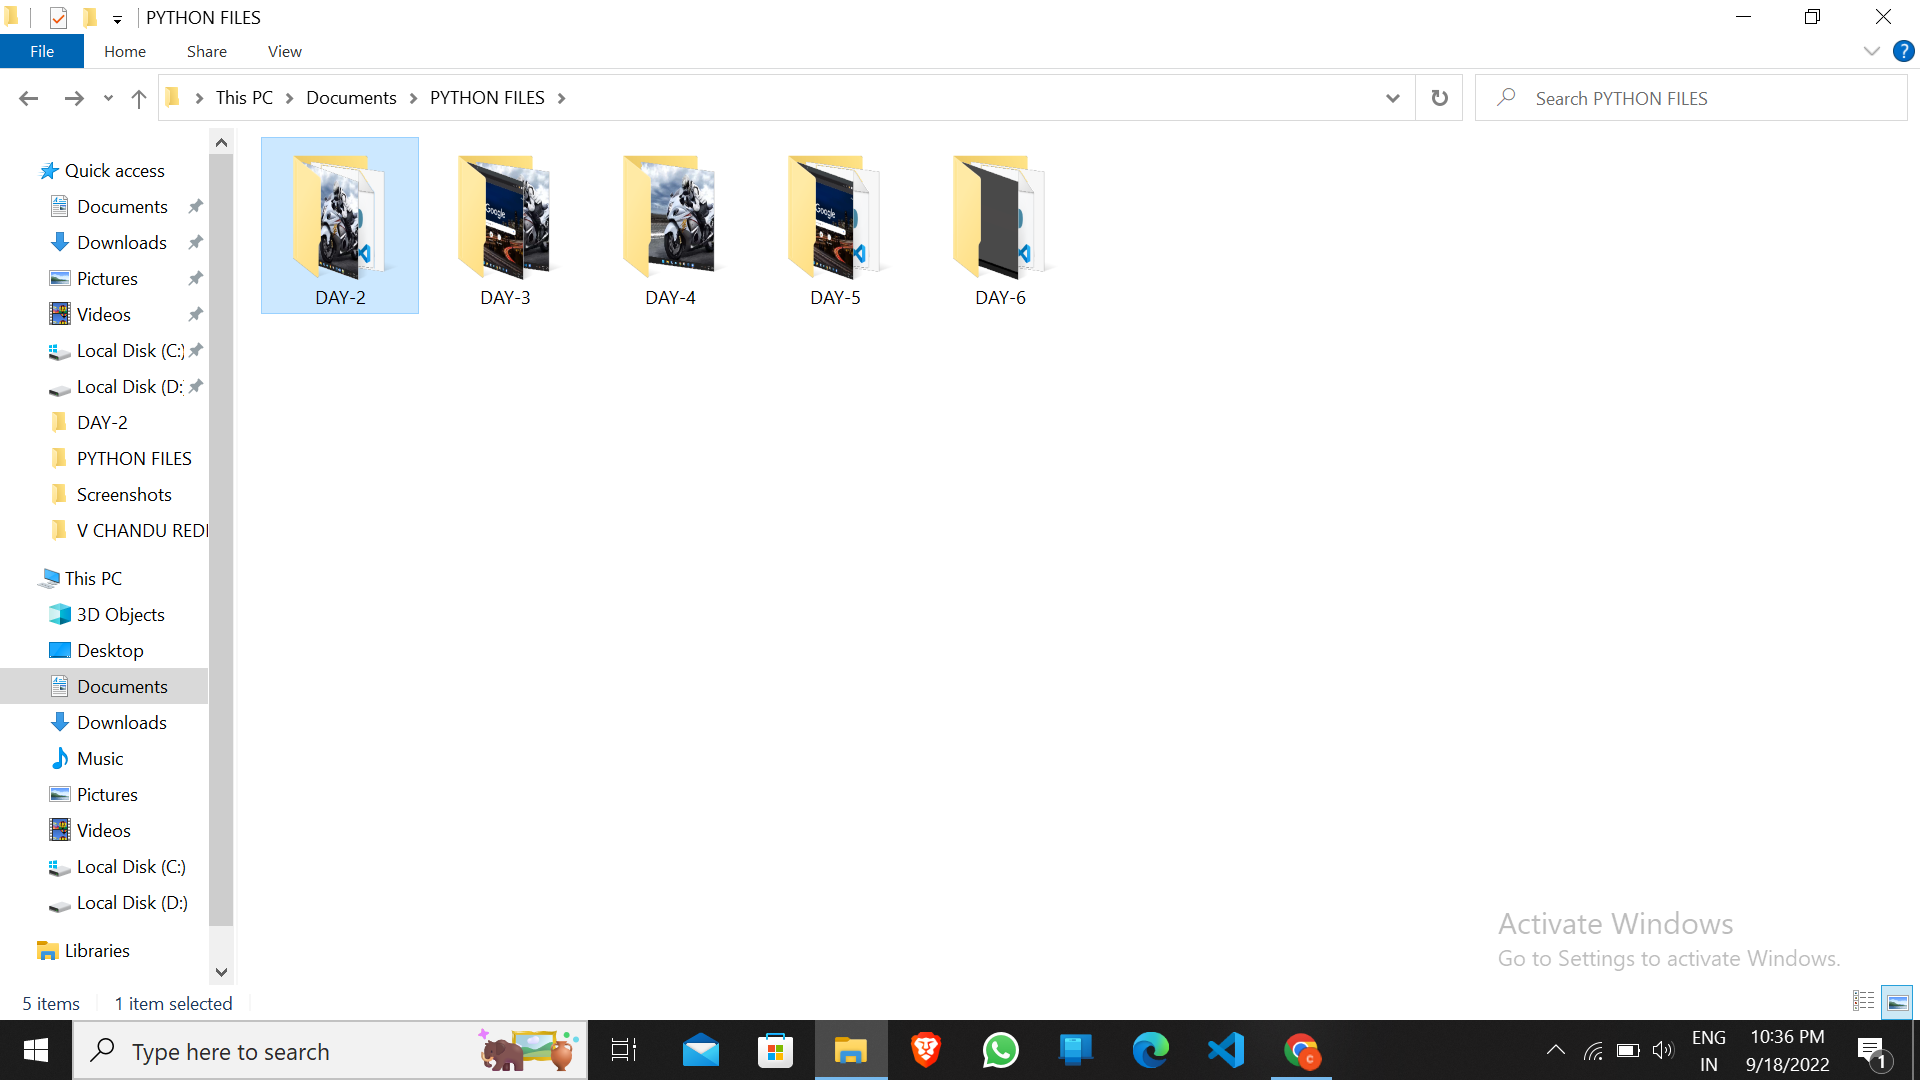 PYTHON FILES
File Home Share View
This PC Documents PYTHON FILES
Search PYTHON FILES
Quick access
Documents
Downloads
Pictures
Videos
Local Disk (C:)
Local Disk (D:
DAY-2
PYTHON FILES
Screenshots
V CHANDU REDI
This PC
3D Objects
Desktop
Documents
Downloads
Music
Pictures
Videos
Local Disk (C:)
Local Disk (D:)
Libraries
Google
Google
DAY-2 DAY-3 DAY-4 DAY-5 DAY-6
Activate Windows
Go to Settings to activate Windows.
5 items 1 item selected
Type here to search
C
ENG
IN
10:36 PM
9/18/2022
1